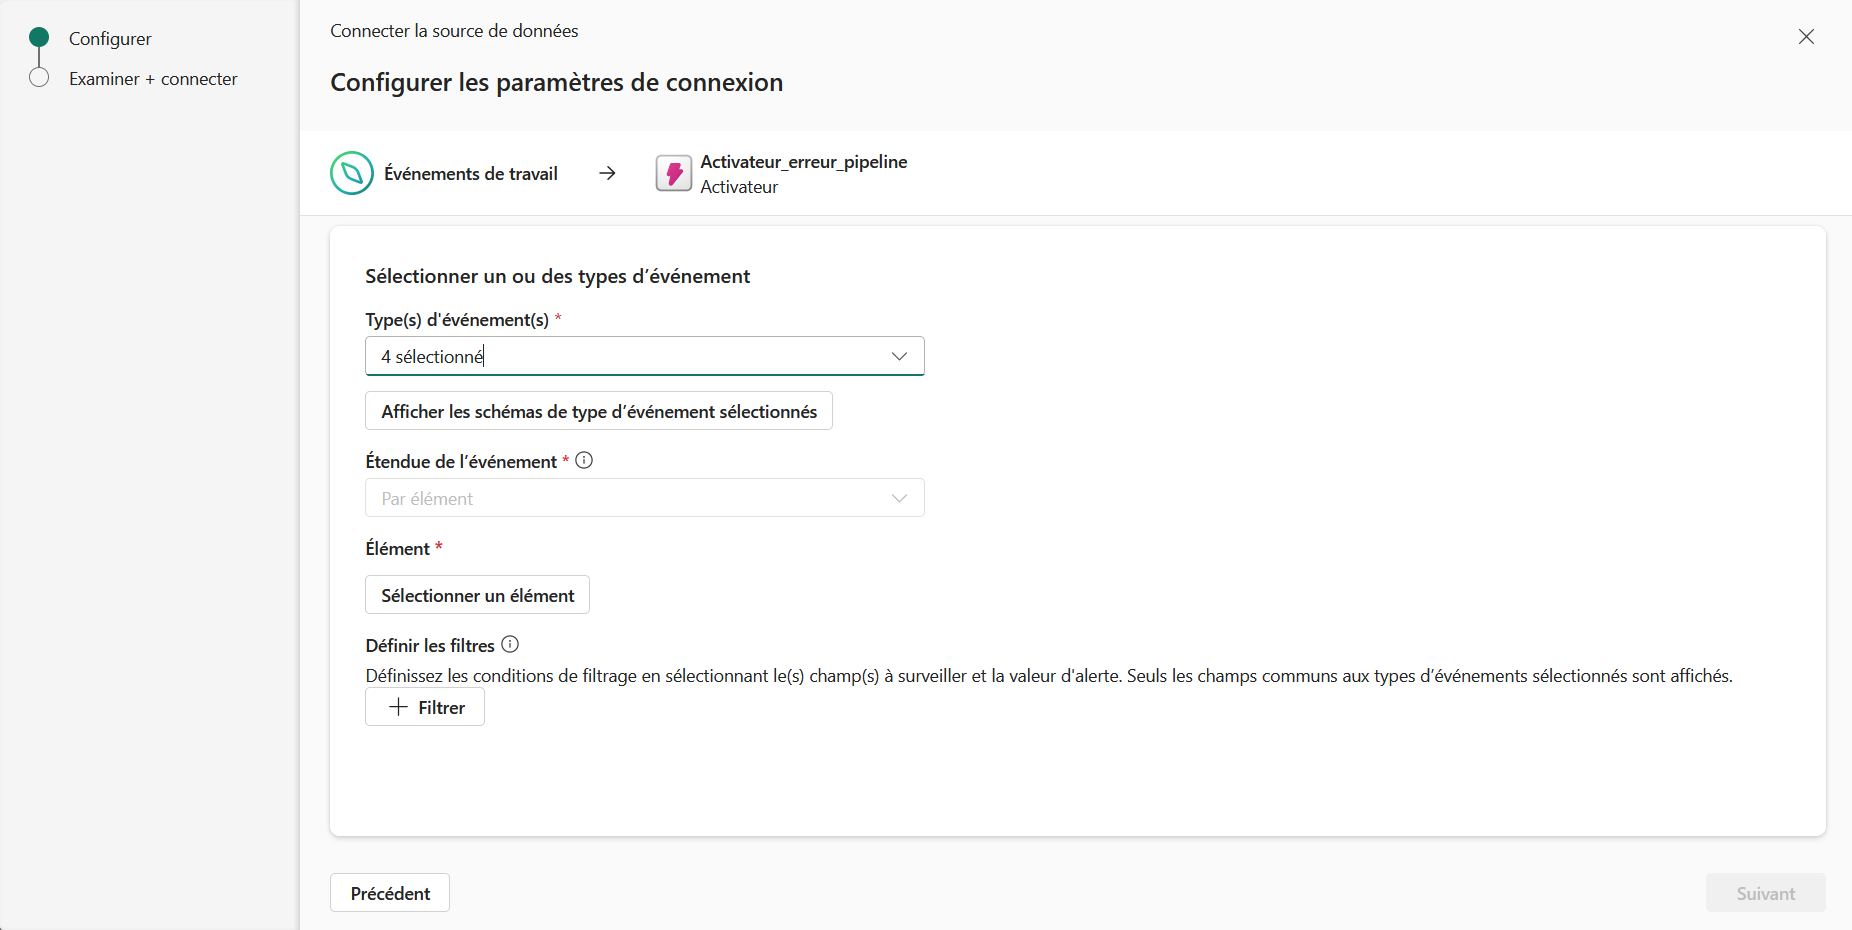 Configurer
Examiner + connecter
Connecter la source de données
Configurer les paramètres de connexion
Événements de travail
Activateur_erreur_pipeline
Activateur
Sélectionner un ou des types d’événement
Type(s) d'événement(s) *
4 sélectionné
Afficher les schémas de type d’événement sélectionnés
Étendue de l’événement *
Par élément
Élément *
Sélectionner un élément
Définir les filtres
Définissez les conditions de filtrage en sélectionnant le(s) champ(s) à surveiller et la valeur d'alerte. Seuls les champs communs aux types d’événements sélectionnés sont affichés.
Filtrer
Précédent
Suivant